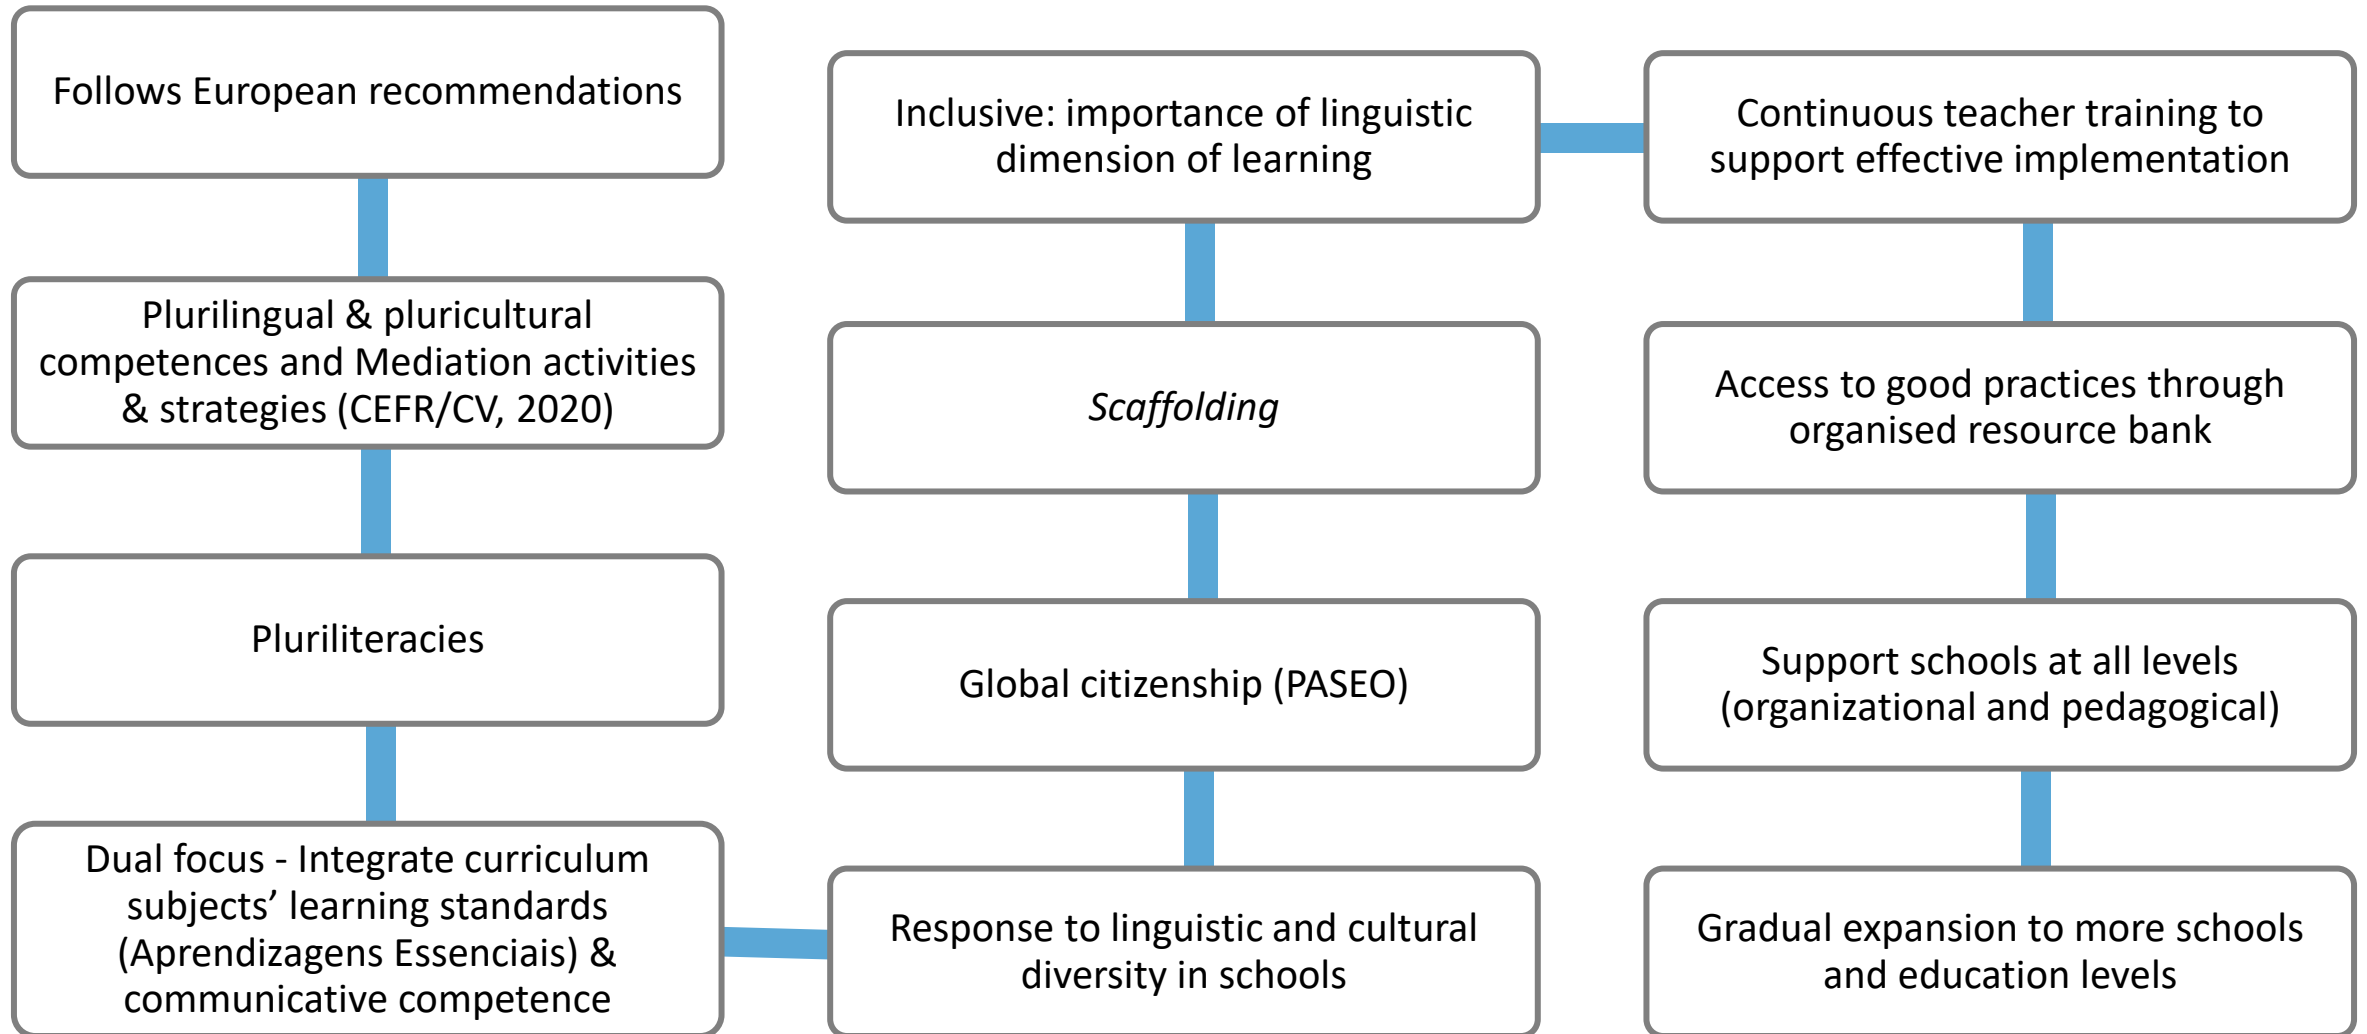 Follows European recommendations
Plurilingual & pluricultural
competences and Mediation activities
& strategies (CEFR/CV, 2020)
Pluriliteracies
Dual focus - Integrate curriculum
subjects’ learning standards
(Aprendizagens Essenciais) &
communicative competence
Response to linguistic and cultural
diversity in schools
Global citizenship (PASEO)
Scaffolding
Inclusive: importance of linguistic
dimension of learning
Continuous teacher training to
support effective implementation
Access to good practices through
organised resource bank
Support schools at all levels
(organizational and pedagogical)
Gradual expansion to more schools
and education levels